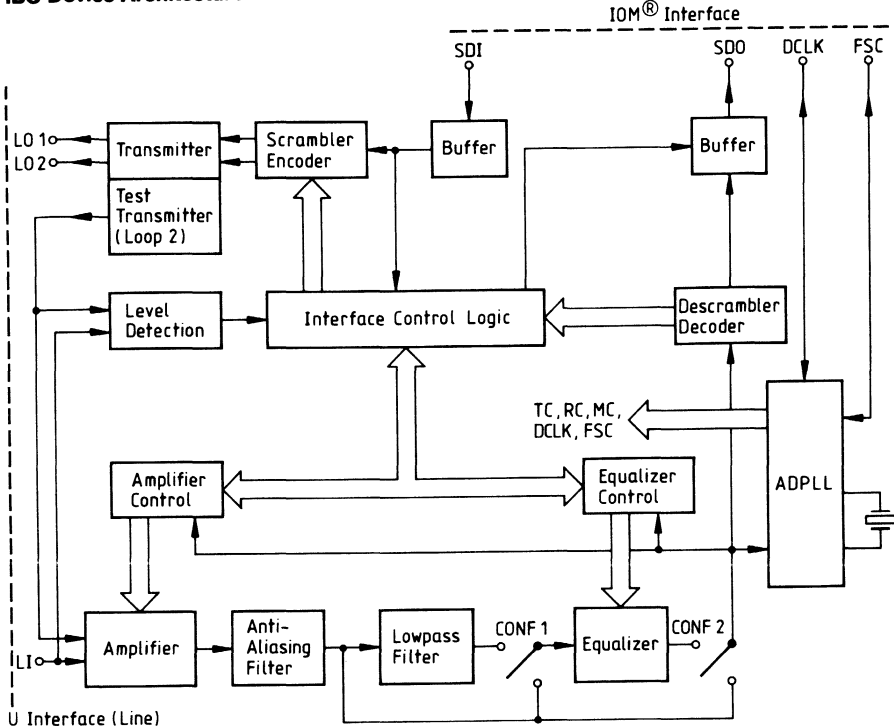 IOM® Interface
SDI
SDO
DCLK
FSC
LO 1
LO 2
Transmitter
Scrambler
Encoder
Buffer
Buffer
Test
Transmitter
(Loop 2)
Level
Detection
Interface Control Logic
Descrambler
Decoder
TC, RC, MC,
DCLK, FSC
ADPLL
Amplifier
Control
Equalizer
Control
LI
Amplifier
Anti-
Aliasing
Filter
Lowpass
Filter
CONF 1
Equalizer
CONF 2
U Interface (Line)